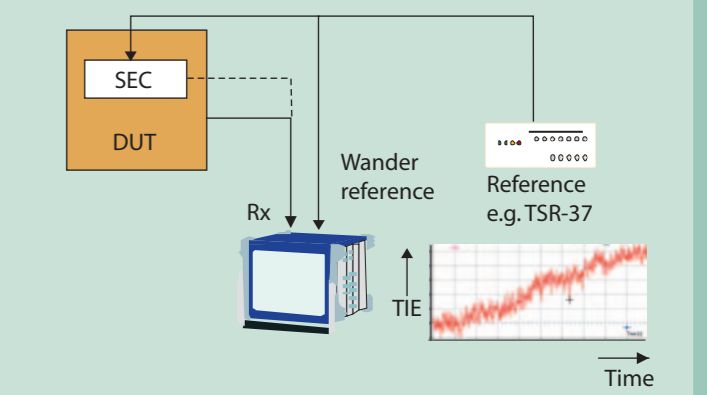 SEC
DUT
Wander
reference
Rx
Reference
e.g. TSR-37
TIE
Time